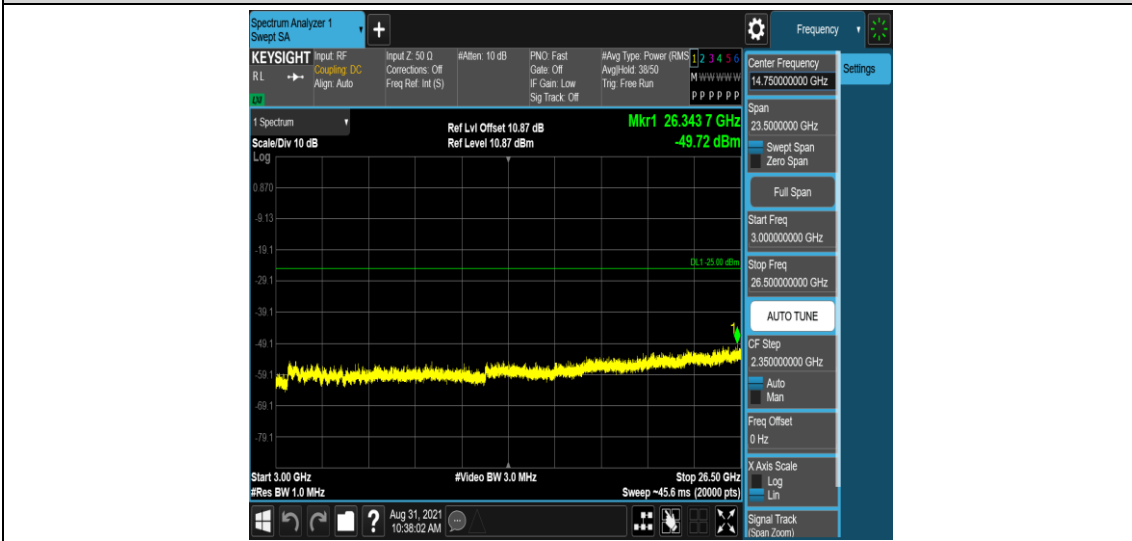 Spectrum Analyzer 1
Swept SA
+
Frequency
Settings
KEYSIGHT
RL
LXI
Input: RF
Coupling: DC
Align: Auto
Input Z: 50 Ω
Corrections: Off
Freq Ref: Int (S)
#Atten: 10 dB
PNO: Fast
Gate: Off
IF Gain: Low
Sig Track: Off
#Avg Type: Power (RMS
Avg|Hold: 38/50
Trig: Free Run
1 2 3 4 5 6
M W W W W W
P P P P P P
1 Spectrum
Scale/Div 10 dB
Ref Lvl Offset 10.87 dB
Ref Level 10.87 dBm
Mkr1 26.343 7 GHz
-49.72 dBm
Log
0.870
-9.13
-19.1
-29.1
-39.1
-49.1
-59.1
-69.1
-79.1
DL1 -25.00 dBm
1
Start 3.00 GHz
#Res BW 1.0 MHz
#Video BW 3.0 MHz
Stop 26.50 GHz
Sweep ~45.6 ms (20000 pts)
Center Frequency
14.750000000 GHz
Span
23.5000000 GHz
Swept Span
Zero Span
Full Span
Start Freq
3.000000000 GHz
Stop Freq
26.500000000 GHz
AUTO TUNE
CF Step
2.350000000 GHz
Auto
Man
Freq Offset
0 Hz
X Axis Scale
Log
Lin
Signal Track
(Span Zoom)
?
Aug 31, 2021
10:38:02 AM